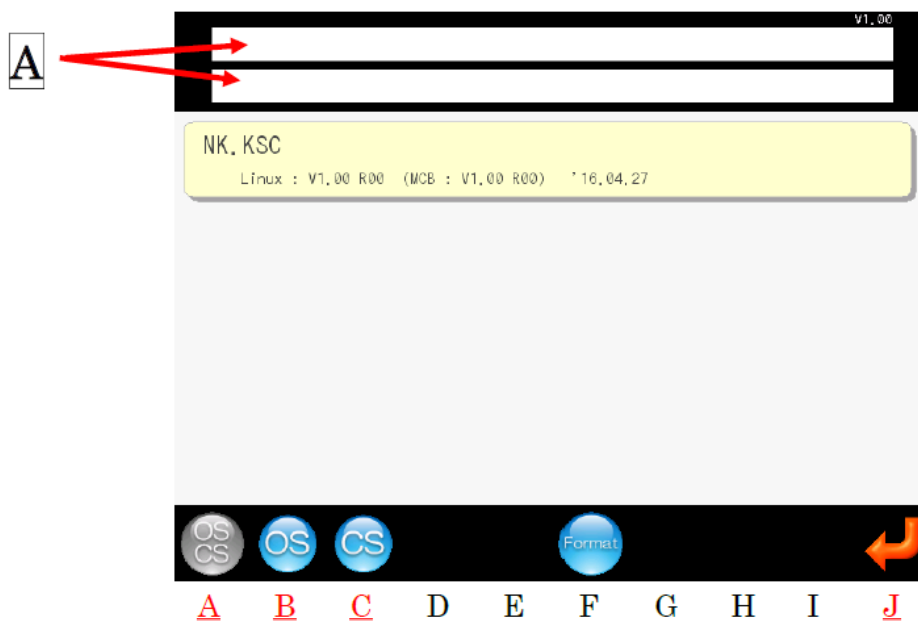 V1.00
A
NK.KSC
Linux : V1.00 R00 (MCB : V1.00 R00) '16.04.27
OS
CS
OS
CS
Format
A B C D E F G H I J